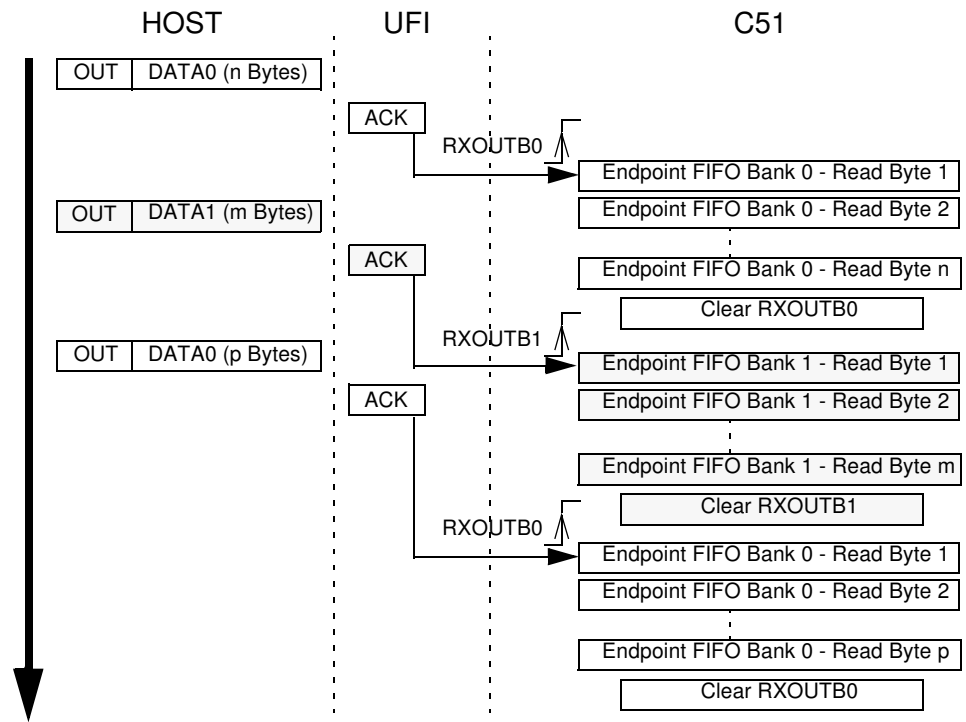 HOST UFI C51
OUT DATA0 (n Bytes)
ACK
RXOUTB0
Endpoint FIFO Bank 0 - Read Byte 1
OUT DATA1 (m Bytes)
Endpoint FIFO Bank 0 - Read Byte 2
ACK
Endpoint FIFO Bank 0 - Read Byte n
Clear RXOUTB0
RXOUTB1
OUT DATA0 (p Bytes)
Endpoint FIFO Bank 1 - Read Byte 1
ACK
Endpoint FIFO Bank 1 - Read Byte 2
Endpoint FIFO Bank 1 - Read Byte m
Clear RXOUTB1
RXOUTB0
Endpoint FIFO Bank 0 - Read Byte 1
Endpoint FIFO Bank 0 - Read Byte 2
Endpoint FIFO Bank 0 - Read Byte p
Clear RXOUTB0